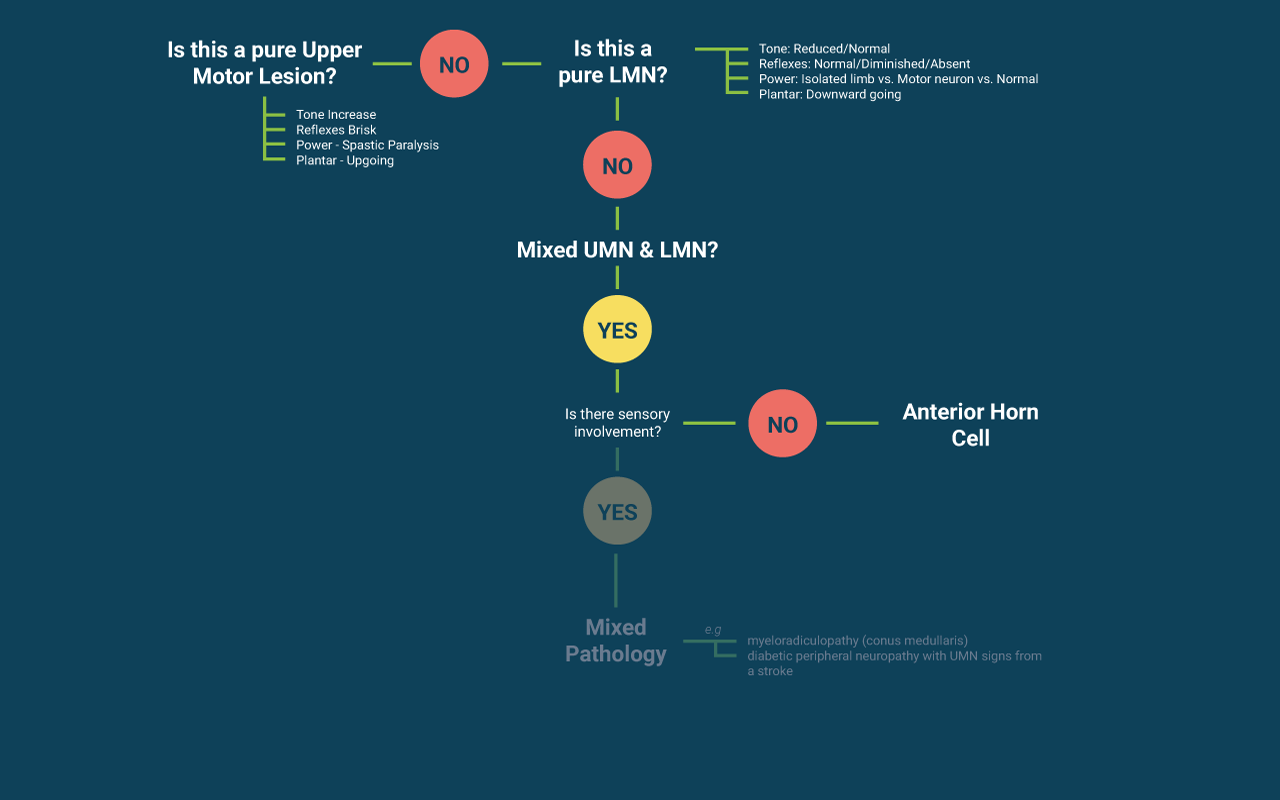 Is this a pure Upper
Motor Lesion?
NO
Is this a
pure LMN?
Tone: Reduced/Normal
Reflexes: Normal/Diminished/Absent
Power: Isolated limb vs. Motor neuron vs. Normal
Plantar: Downward going
Tone Increase
Reflexes Brisk
Power - Spastic Paralysis
Plantar - Upgoing
NO
Mixed UMN & LMN?
YES
Is there sensory
involvement?
NO
Anterior Horn
Cell
YES
Mixed
Pathology
e.g
myeloradiculopathy (conus medullaris)
diabetic peripheral neuropathy with UMN signs from
a stroke